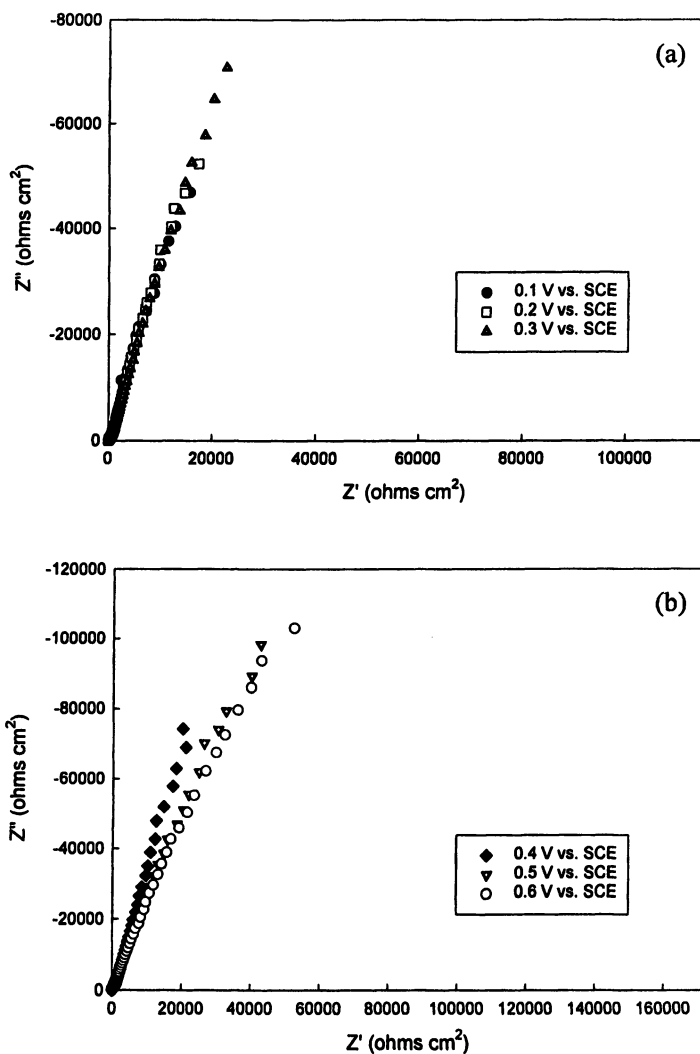 (a)
-80000
-60000
-40000
-20000
0
Z" (ohms cm²)
0 20000 40000 60000 80000 100000
Z' (ohms cm²)
0.1 V vs. SCE
0.2 V vs. SCE
0.3 V vs. SCE
(b)
-120000
-100000
-80000
-60000
-40000
-20000
0
Z" (ohms cm²)
0 20000 40000 60000 80000 100000 120000 140000 160000
Z' (ohms cm²)
0.4 V vs. SCE
0.5 V vs. SCE
0.6 V vs. SCE